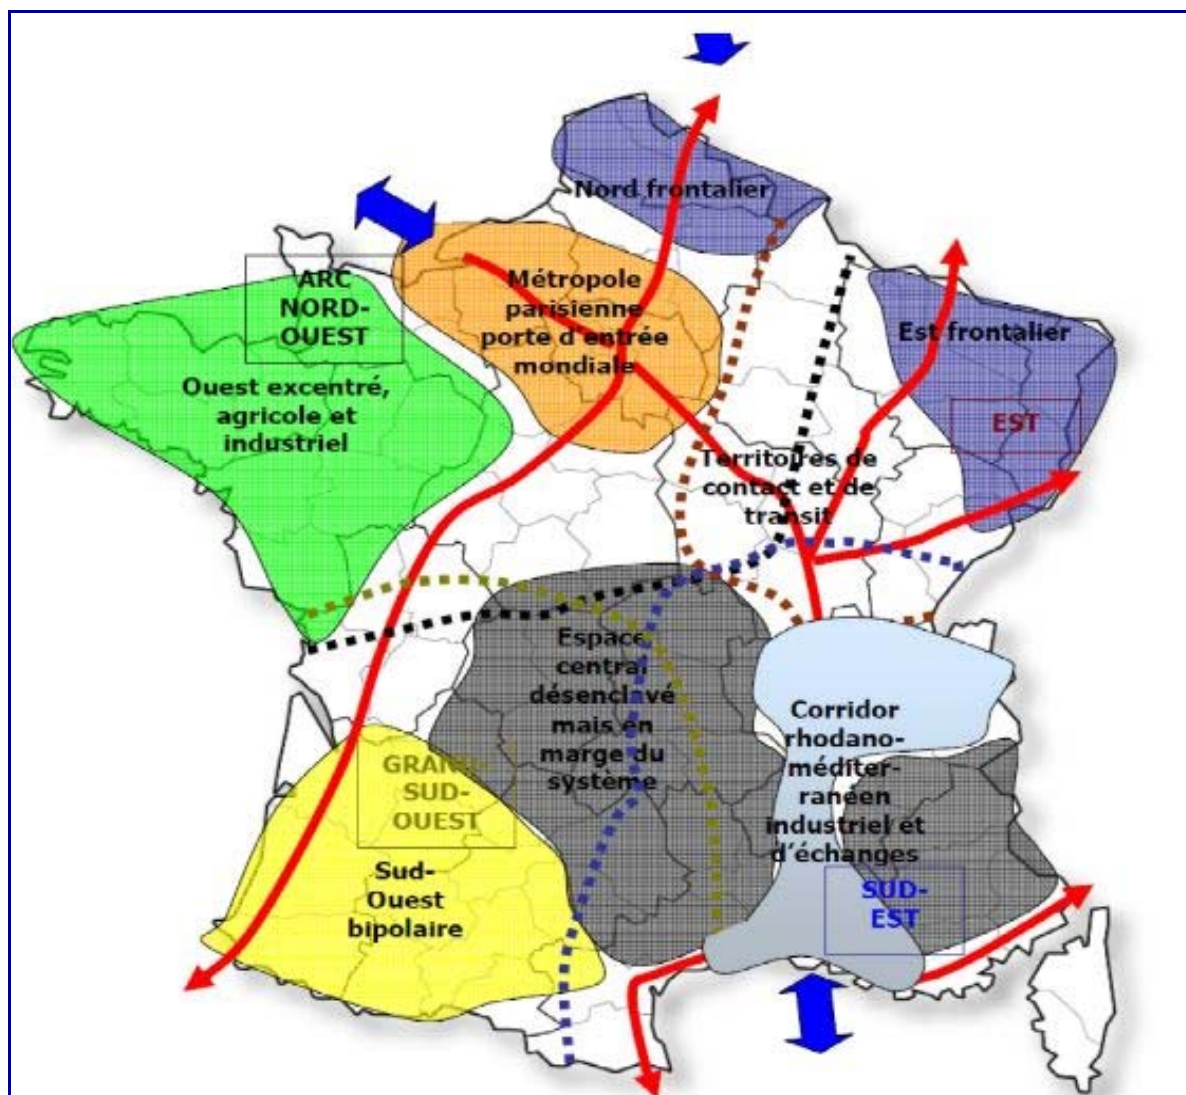 Nord frontalier
ARC
NORD-
OUEST
Métropole
parisienne
porte d'entrée
mondiale
Est frontalier
EST
Ouest excentré,
agricole et
industriel
Territoires de
contact et de
transit
Espace
central
désenclavé
mais en
marge du
système
Corridor
rhodano-
méditer-
ranéen
industriel et
d'échanges
GRAND
SUD-
OUEST
Sud-
Ouest
bipolaire
SUD-
EST